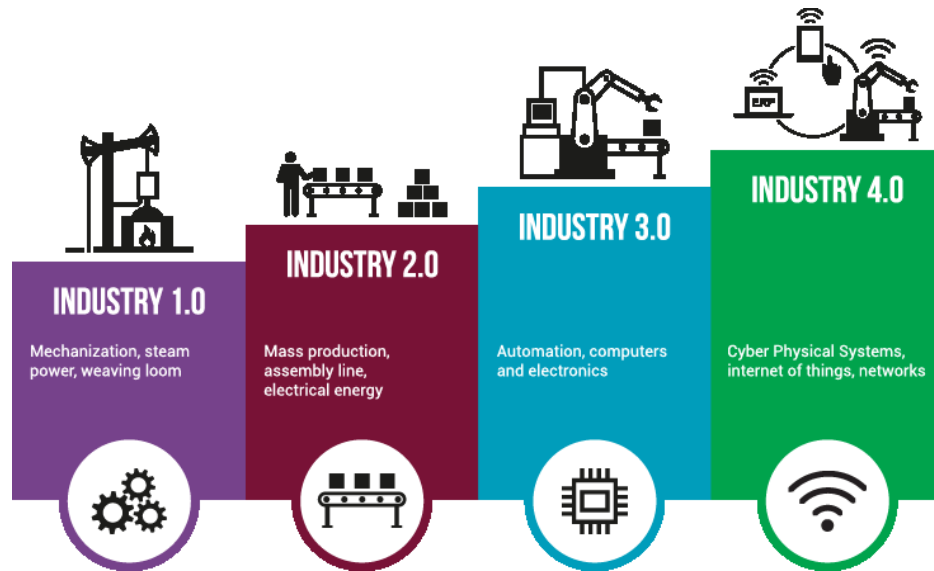 ERP
INDUSTRY 1.0
Mechanization, steam
power, weaving loom
INDUSTRY 2.0
Mass production,
assembly line,
electrical energy
INDUSTRY 3.0
Automation, computers
and electronics
INDUSTRY 4.0
Cyber Physical Systems,
internet of things, networks